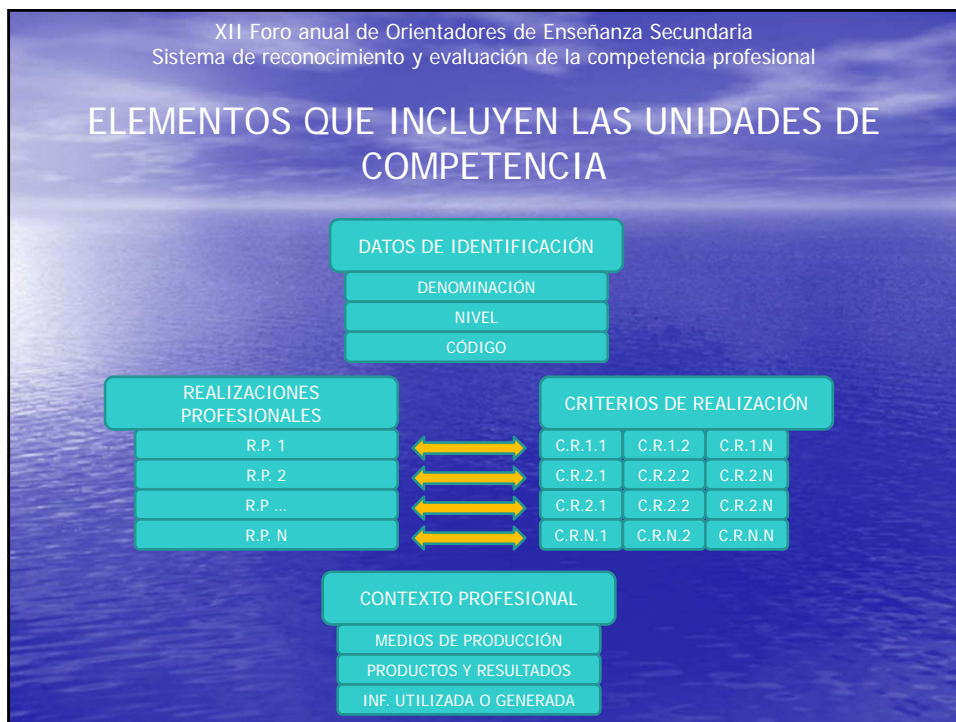 XII Foro anual de Orientadores de Enseñanza Secundaria
Sistema de reconocimiento y evaluación de la competencia profesional
ELEMENTOS QUE INCLUYEN LAS UNIDADES DE
COMPETENCIA
DATOS DE IDENTIFICACIÓN
DENOMINACIÓN
NIVEL
CÓDIGO
REALIZACIONES
PROFESIONALES
CRITERIOS DE REALIZACIÓN
R.P. 1 C.R.1.1 C.R.1.2 C.R.1.N
R.P. 2 C.R.2.1 C.R.2.2 C.R.2.N
R.P ... C.R.2.1 C.R.2.2 C.R.2.N
R.P. N C.R.N.1 C.R.N.2 C.R.N.N
CONTEXTO PROFESIONAL
MEDIOS DE PRODUCCIÓN
PRODUCTOS Y RESULTADOS
INF. UTILIZADA O GENERADA